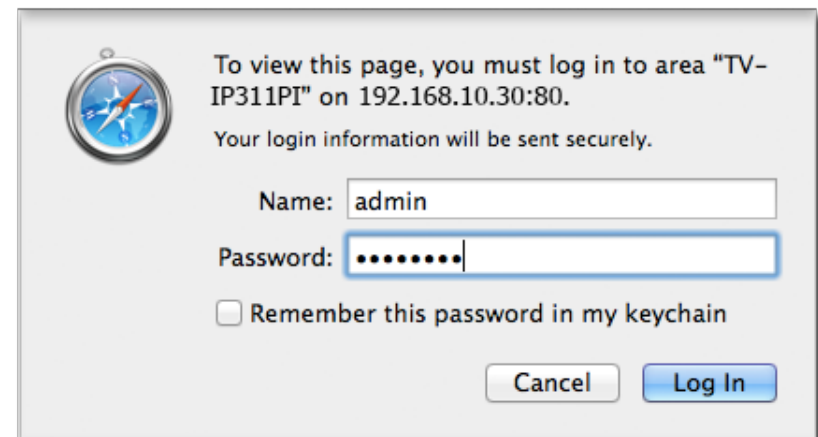 To view this page, you must log in to area “TV-
IP311PI” on 192.168.10.30:80.
Your login information will be sent securely.
Name: admin
Password: ••••••••
Remember this password in my keychain
Cancel Log In